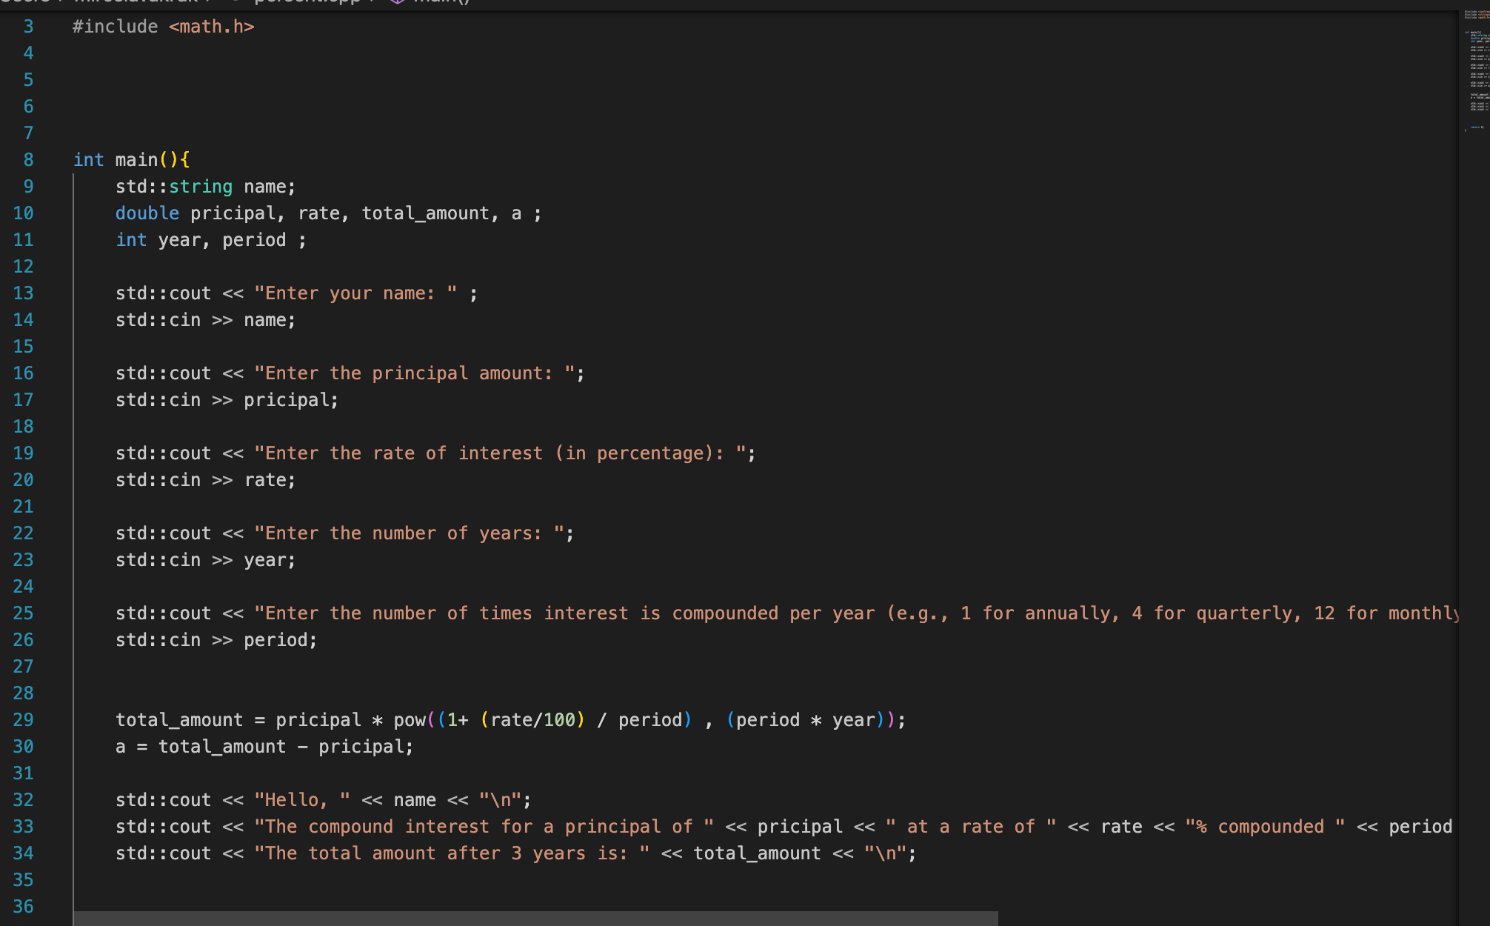 3 #include <math.h>
4
5
6
7
8 int main(){
9 std::string name;
10 double pricipal, rate, total_amount, a ;
11 int year, period ;
12
13 std::cout << "Enter your name: " ;
14 std::cin >> name;
15
16 std::cout << "Enter the principal amount: ";
17 std::cin >> pricipal;
18
19 std::cout << "Enter the rate of interest (in percentage): ";
20 std::cin >> rate;
21
22 std::cout << "Enter the number of years: ";
23 std::cin >> year;
24
25 std::cout << "Enter the number of times interest is compounded per year (e.g., 1 for annually, 4 for quarterly, 12 for monthly
26 std::cin >> period;
27
28
29 total_amount = pricipal * pow((1+ (rate/100) / period) , (period * year));
30 a = total_amount - pricipal;
31
32 std::cout << "Hello, " << name << "\n";
33 std::cout << "The compound interest for a principal of " << pricipal << " at a rate of " << rate << "% compounded " << period
34 std::cout << "The total amount after 3 years is: " << total_amount << "\n";
35
36